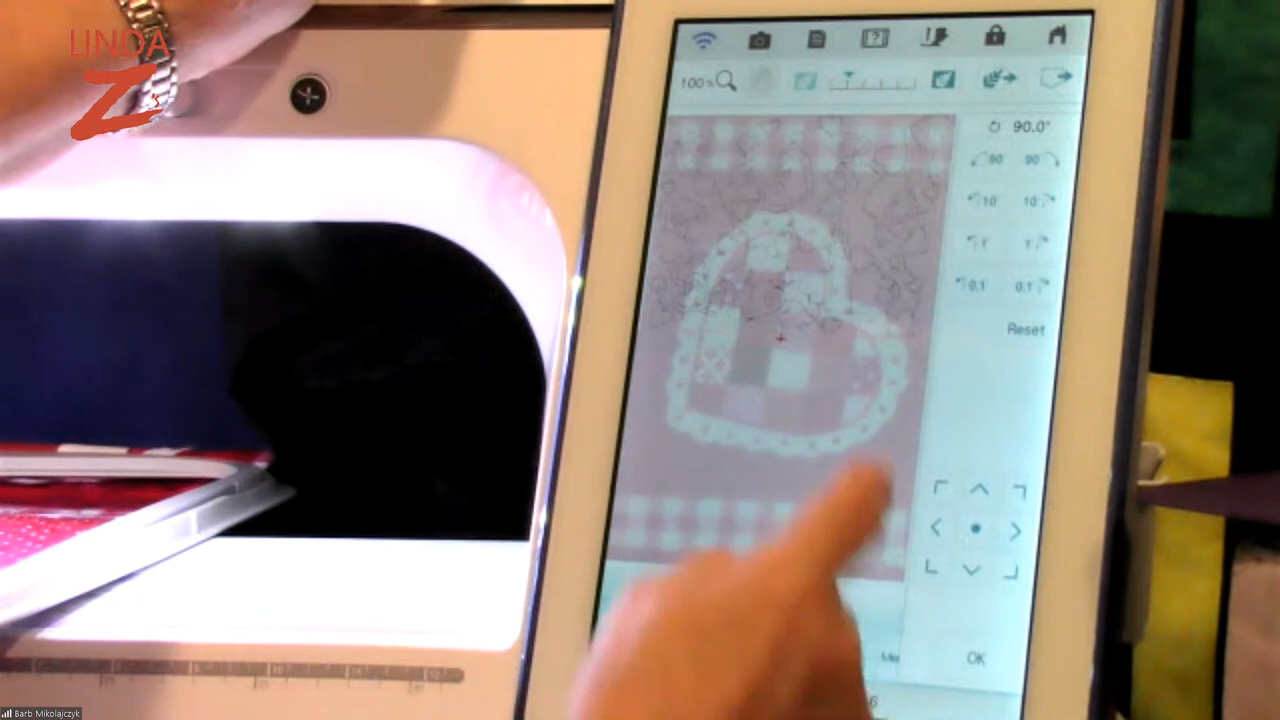 LINDA
Z's
100%
90.0°
90 90
10 10
1 1
0.1 0.1
Reset
OK
Barb Mikolajczyk